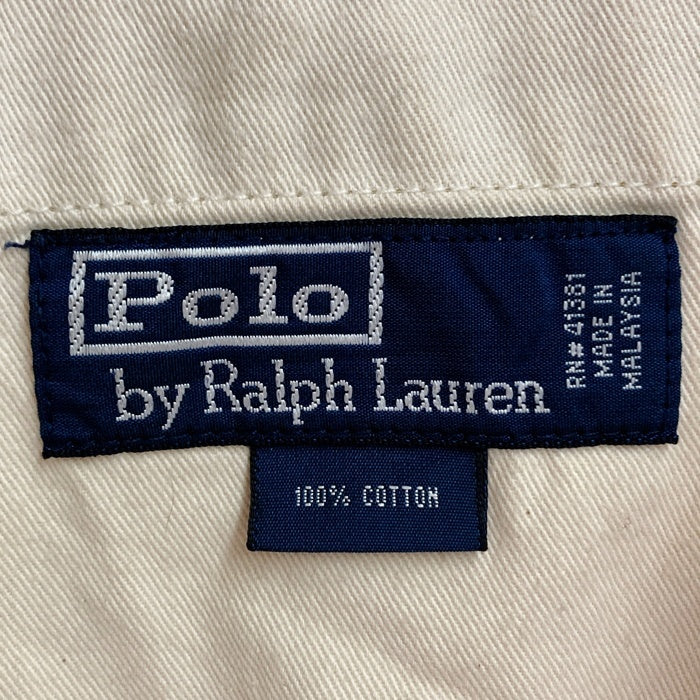 Polo
by Ralph Lauren
RN# 41381
MADE IN
MALAYSIA
100% COTTON